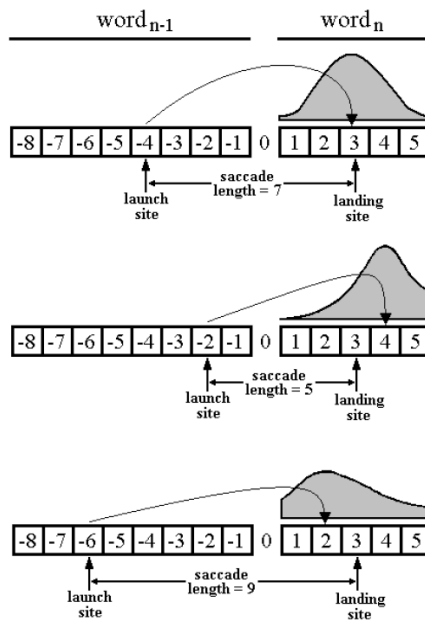 word n-1 word n
-8 -7 -6 -5 -4 -3 -2 -1 0 1 2 3 4 5
launch site saccade length = 7 landing site
-8 -7 -6 -5 -4 -3 -2 -1 0 1 2 3 4 5
launch site saccade length = 5 landing site
-8 -7 -6 -5 -4 -3 -2 -1 0 1 2 3 4 5
launch site saccade length = 9 landing site